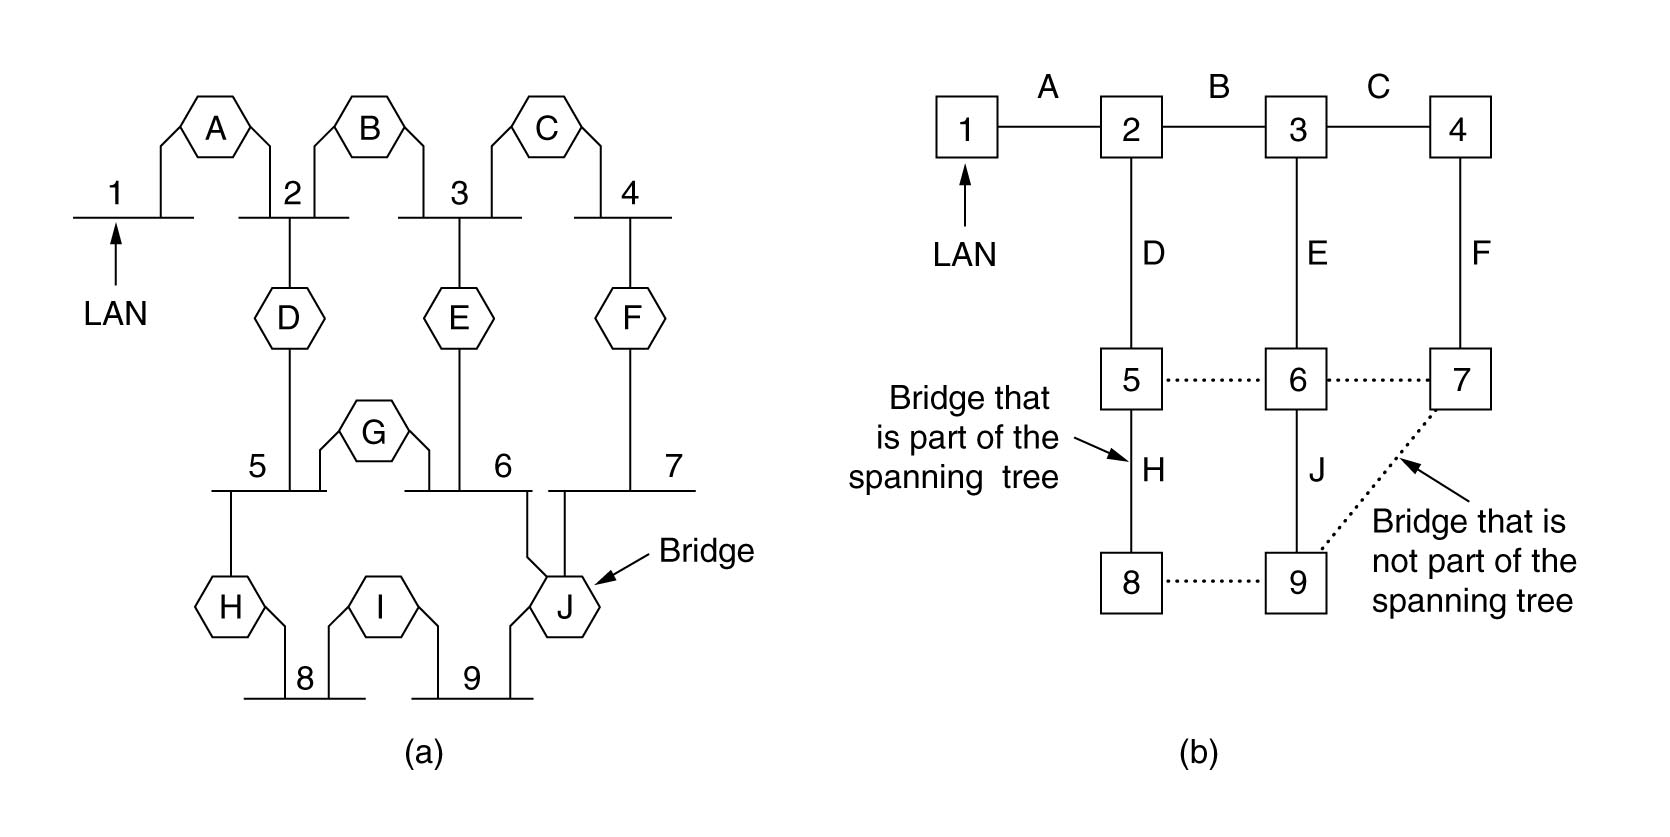 A B C
1 2 3 4
LAN
D E F
G
5 6 7
Bridge
H I J
8 9
(a)
A B C
1 2 3 4
LAN
D E F
5 6 7
Bridge that
is part of the
spanning tree
H J
Bridge that is
not part of the
spanning tree
8 9
(b)